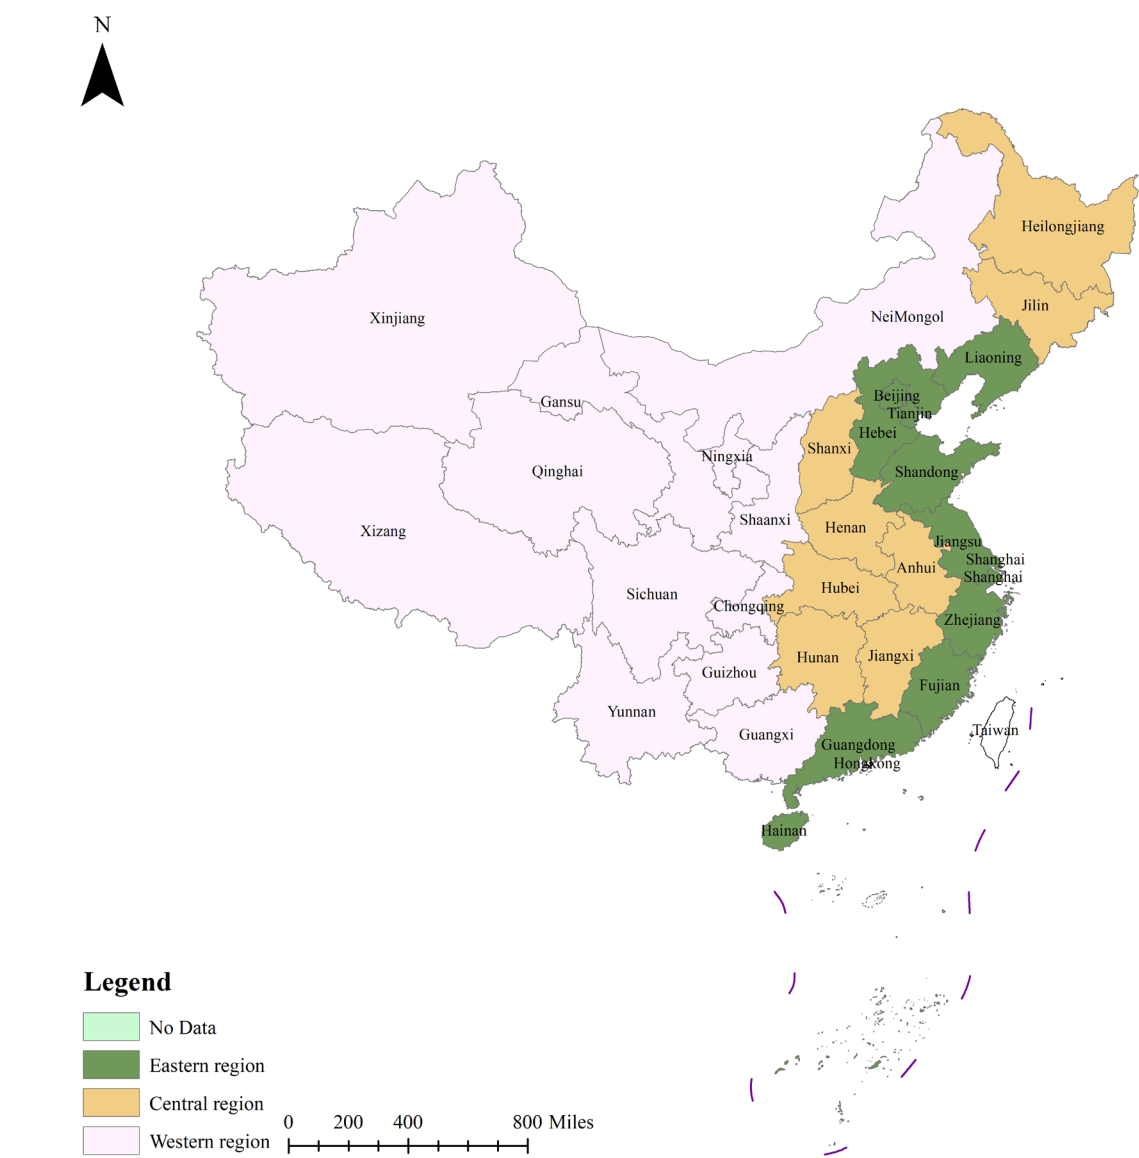 N
Heilongjiang
Jilin
NeiMongol
Xinjiang
Liaoning
Beijing
Gansu
Tianjin
Hebei
Shanxi
Ningxia
Qinghai
Shandong
Shaanxi
Henan
Xizang
Jiangsu
Shanghai
Anhui
Shanghai
Hubei
Sichuan
Chongqing
Zhejiang
Hunan
Jiangxi
Guizhou
Fujian
Yunnan
Taiwan
Guangxi
Guangdong
Hongkong
Hainan
Legend
No Data
Eastern region
Central region
Western region
0 200 400 800 Miles